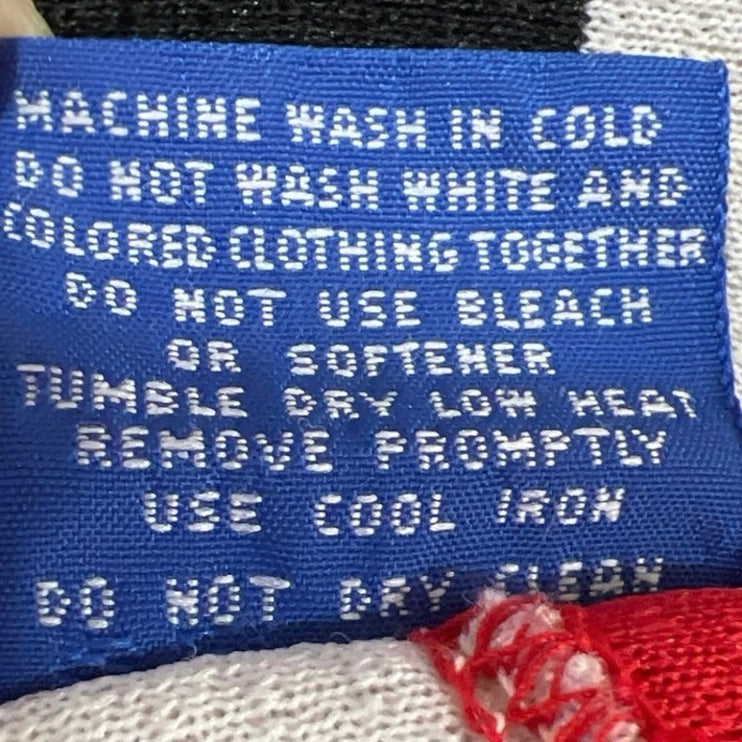 MACHINE WASH IN COLD
DO NOT WASH WHITE AND
COLORED CLOTHING TOGETHER
DO NOT USE BLEACH
OR SOFTENER
TUMBLE DRY LOW HEAT
REMOVE PROMPTLY
USE COOL IRON
DO NOT DRY CLEAN